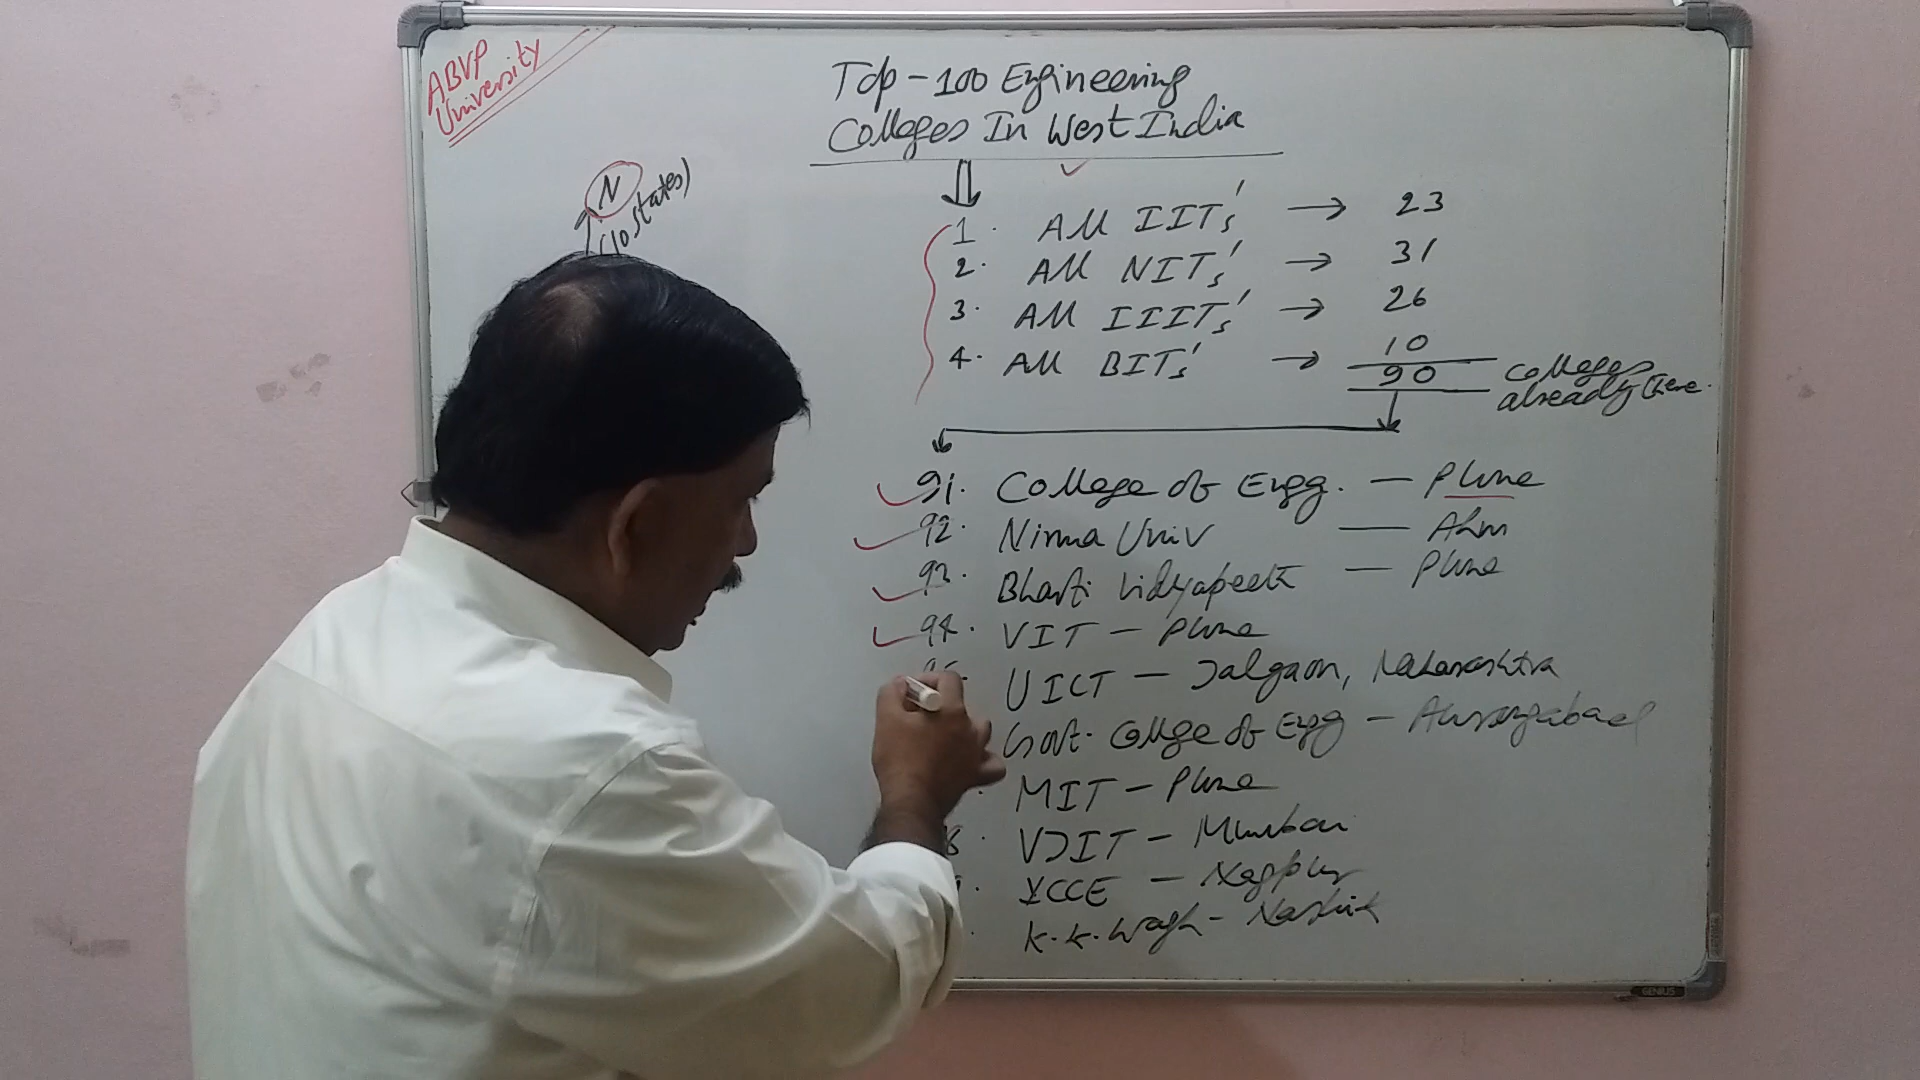 ABVP
University
Top-100 Engineering
Colleges In West India
N
(10 states)
1. All IIT's → 23
2. All NIT's → 31
3. All IIIT's → 26
4. All BIT's → 10
90 colleges
already there.
91. College of Engg. — Pune
92. Nirma Univ — Ahm
93. Bharti Vidyapeeth — Pune
94. VIT — Pune
UICT — Jalgaon, Maharashtra
Govt. College of Engg — Aurangabad
MIT — Pune
8. VJIT — Mumbai
YCCE — Nagpur
K.K. Wagh — Nashik
GENIUS